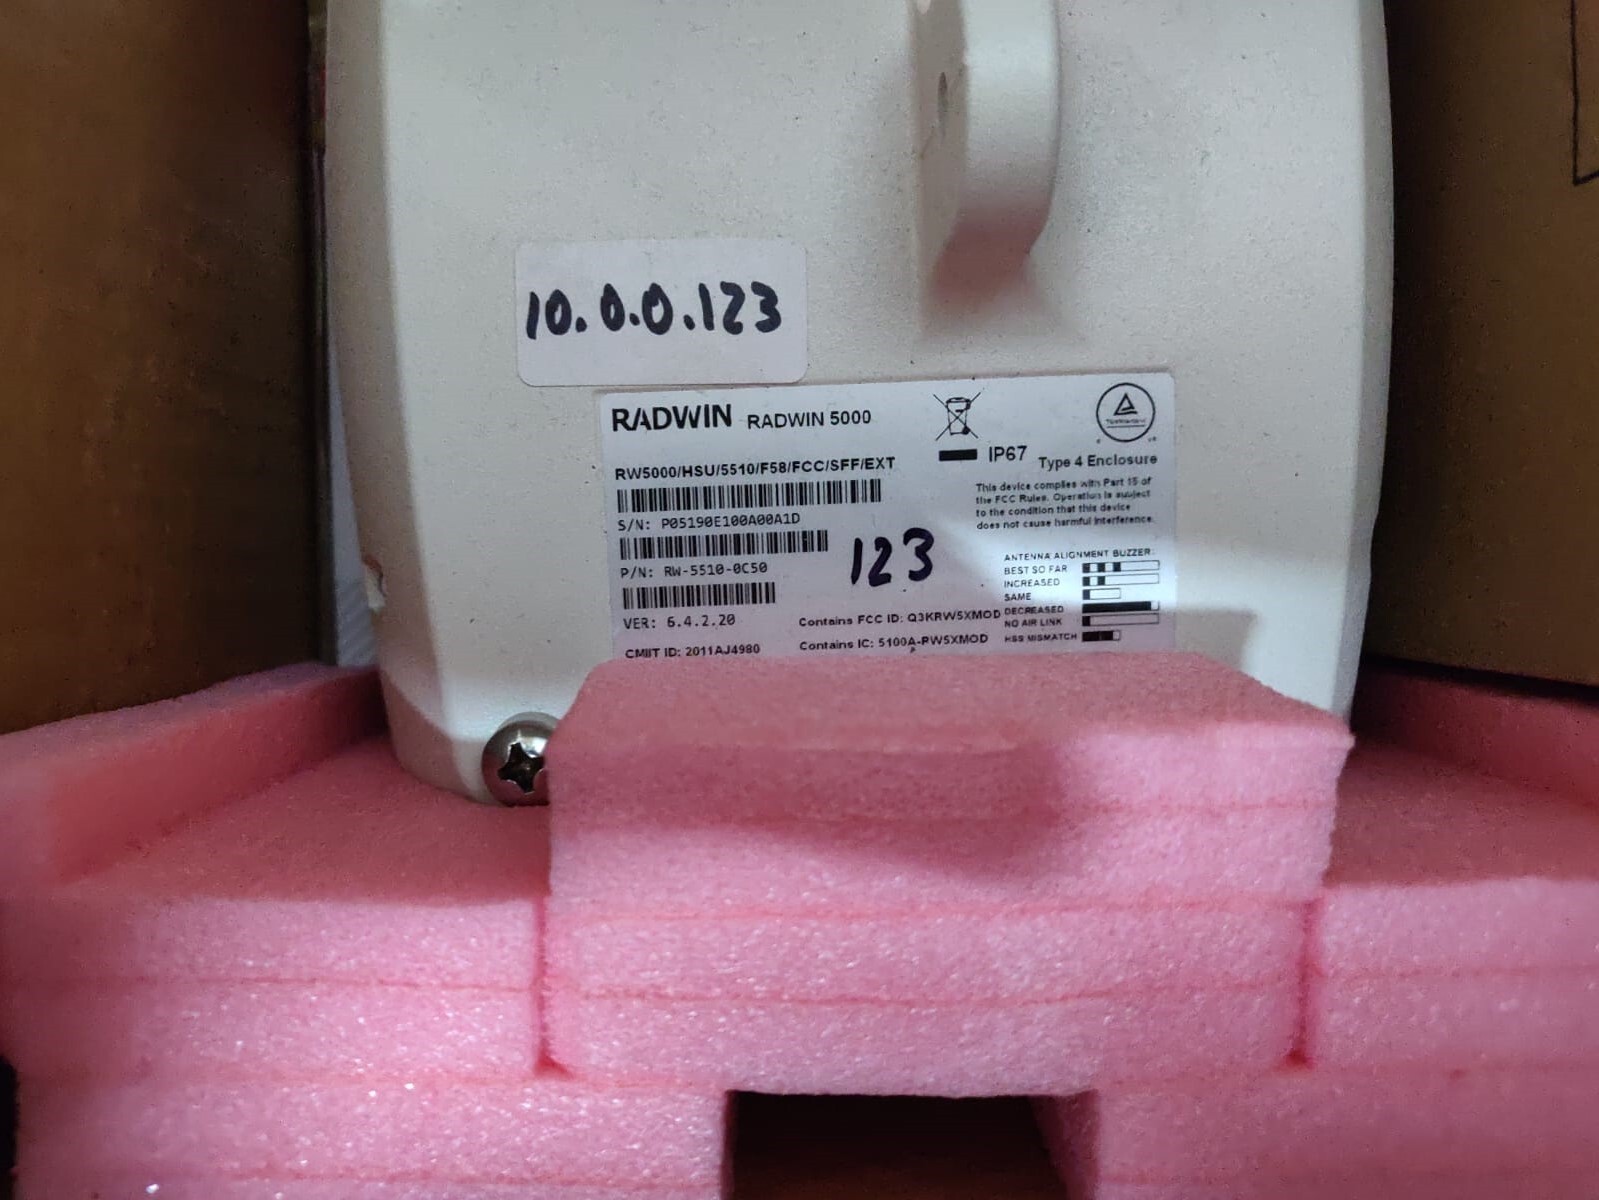 10.0.0.123
RADWIN RADWIN 5000
IP67 Type 4 Enclosure
RW5000/HSU/5510/F58/FCC/SFF/EXT
This device complies with Part 15 of
the FCC Rules. Operation is subject
to the condition that this device
does not cause harmful interference.
S/N: P05190E100A00A1D
123
P/N: RW-5510-0C50
ANTENNA ALIGNMENT BUZZER:
BEST SO FAR
INCREASED
SAME
DECREASED
NO AIR LINK
HSS MISMATCH
VER: 6.4.2.20
Contains FCC ID: Q3KRW5XMOD
CMIIT ID: 2011AJ4980
Contains IC: 5100A-RW5XMOD